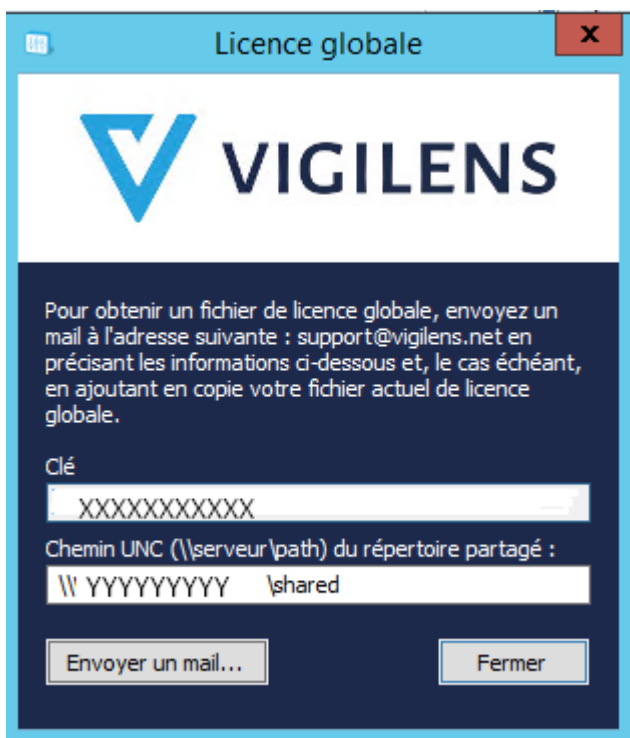 Licence globale
x
VIGILENS
Pour obtenir un fichier de licence globale, envoyez un
mail à l'adresse suivante : support@vigilens.net en
précisant les informations ci-dessous et, le cas échéant,
en ajoutant en copie votre fichier actuel de licence
globale.
Clé
XXXXXXXXXXX
Chemin UNC (\\serveur\path) du répertoire partagé :
\\' YYYYYYYYY \shared
Envoyer un mail... Fermer